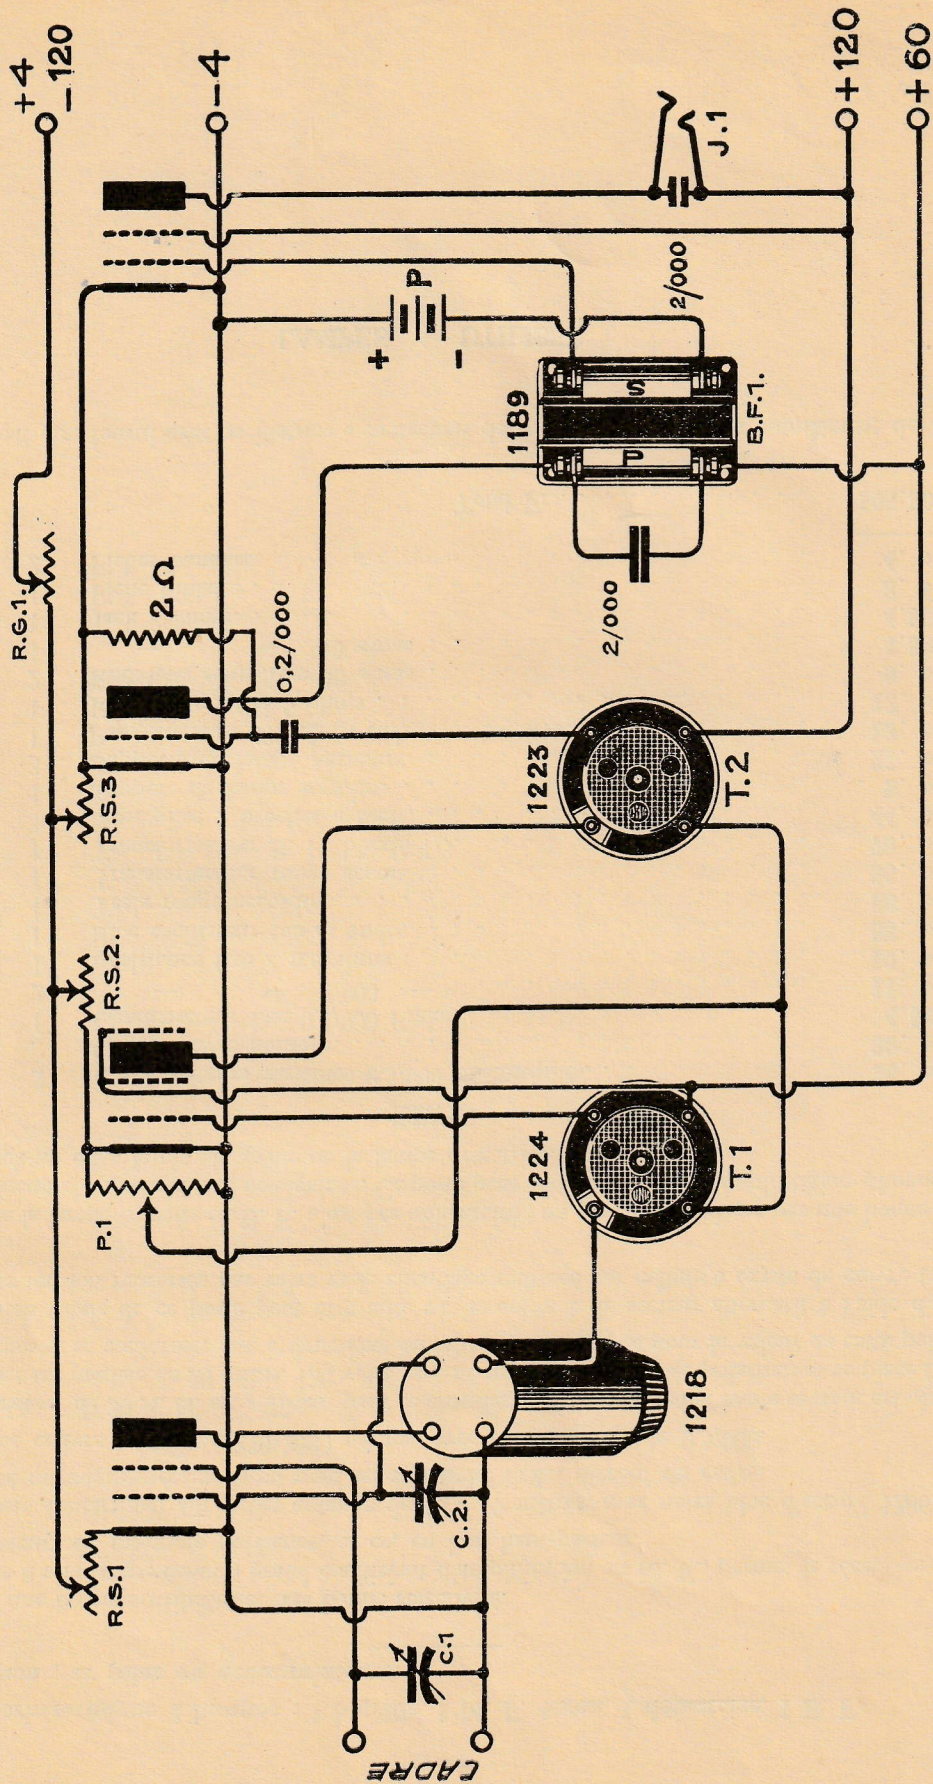 +4
-120
-4
+120
+60
R.G.1.
J.1
P
+
-
2/000
1189
S
P
B.F.1.
2 Ω
0,2/000
2/000
R.S.3
1223
T.2
R.S.2.
P.1
1224
T.1
1218
R.S.1
C.2.
C.1
CADRE